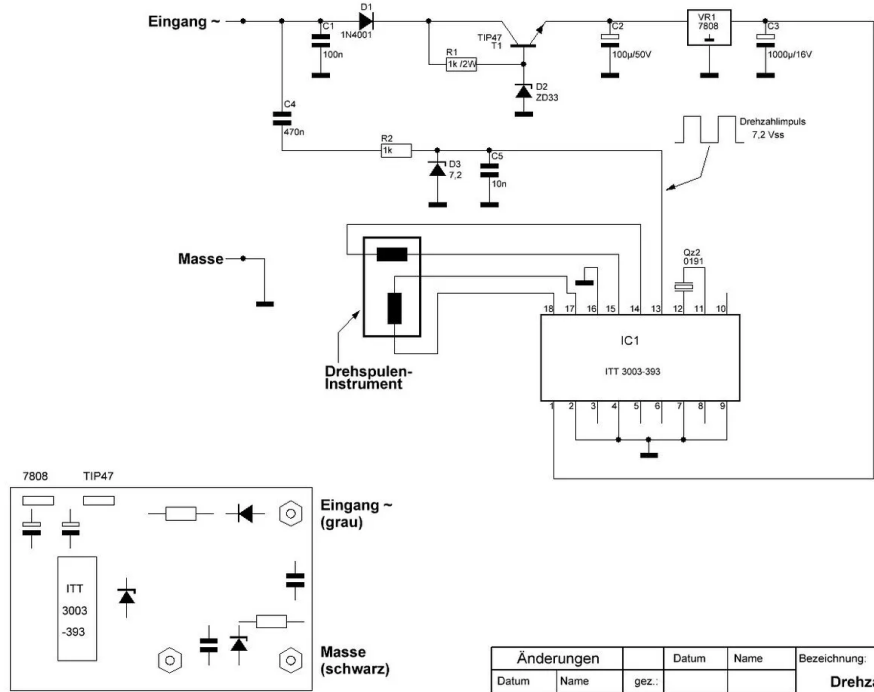 Eingang ~
D1
1N4001
C1
100n
R1
1k /2W
TIP47
T1
D2
ZD33
C2
100µ/50V
VR1
7808
C3
1000µ/16V
C4
470n
R2
1k
D3
7,2
C5
10n
Drehzahlimpuls
7,2 Vss
Masse
Qz2
0191
18 17 16 15 14 13 12 11 10
IC1
ITT 3003-393
1 2 3 4 5 6 7 8 9
Drehspulen-
Instrument
7808 TIP47
Eingang ~
(grau)
ITT
3003
-393
Masse
(schwarz)
Änderungen Datum Name Bezeichnung:
Datum Name gez.: Drehza